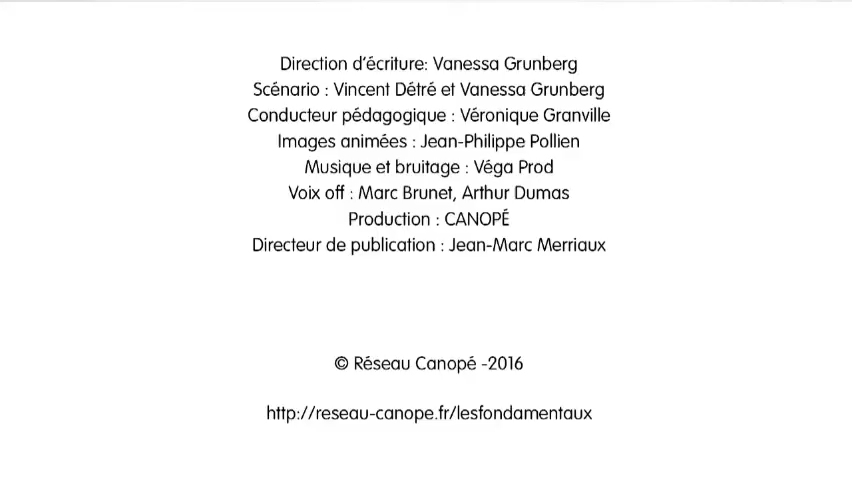 Direction d'écriture: Vanessa Grunberg
Scénario : Vincent Détré et Vanessa Grunberg
Conducteur pédagogique : Véronique Granville
Images animées : Jean-Philippe Pollien
Musique et bruitage : Véga Prod
Voix off : Marc Brunet, Arthur Dumas
Production : CANOPÉ
Directeur de publication : Jean-Marc Merriaux
© Réseau Canopé -2016
http://reseau-canope.fr/lesfondamentaux